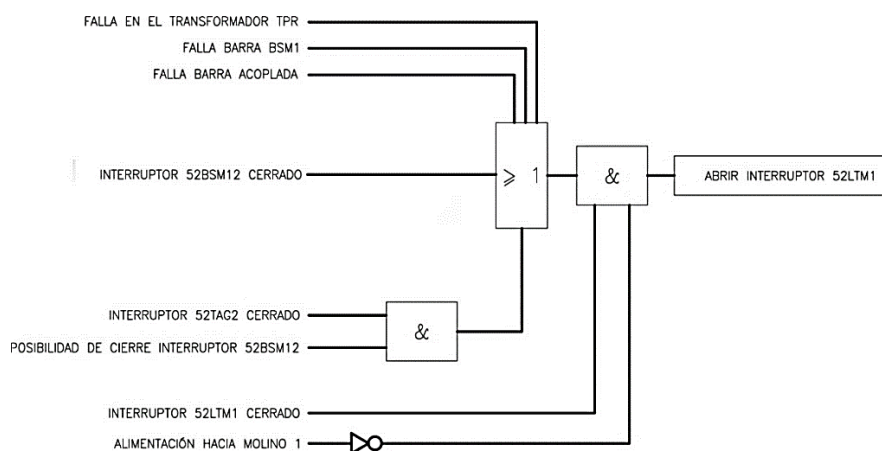 FALLA EN EL TRANSFORMADOR TPR
FALLA BARRA BSM1
FALLA BARRA ACOPLADA
INTERRUPTOR 52BSM12 CERRADO
≥ 1
&
ABRIR INTERRUPTOR 52LTM1
INTERRUPTOR 52TAG2 CERRADO
&
POSIBILIDAD DE CIERRE INTERRUPTOR 52BSM12
INTERRUPTOR 52LTM1 CERRADO
ALIMENTACIÓN HACIA MOLINO 1